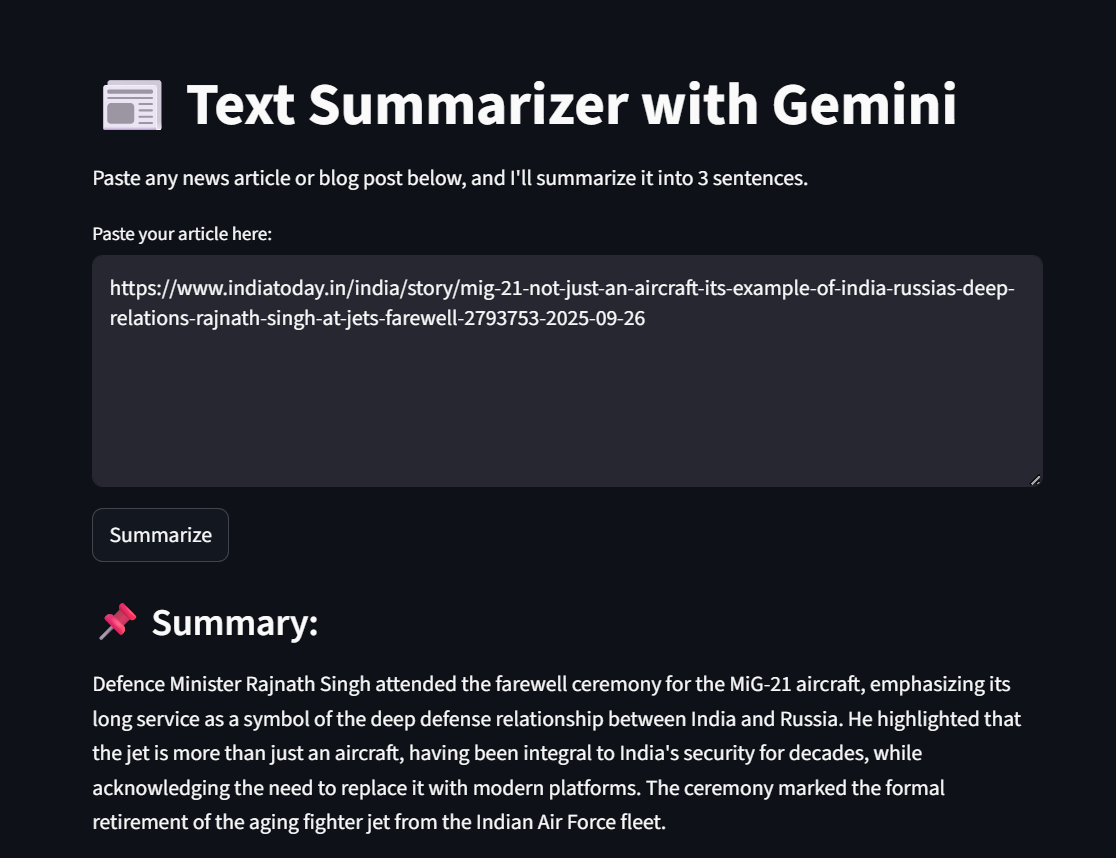 Text Summarizer with Gemini
Paste any news article or blog post below, and I'll summarize it into 3 sentences.
Paste your article here:
https://www.indiatoday.in/india/story/mig-21-not-just-an-aircraft-its-example-of-india-russias-deep-
relations-rajnath-singh-at-jets-farewell-2793753-2025-09-26
Summarize
Summary:
Defence Minister Rajnath Singh attended the farewell ceremony for the MiG-21 aircraft, emphasizing its
long service as a symbol of the deep defense relationship between India and Russia. He highlighted that
the jet is more than just an aircraft, having been integral to India's security for decades, while
acknowledging the need to replace it with modern platforms. The ceremony marked the formal
retirement of the aging fighter jet from the Indian Air Force fleet.